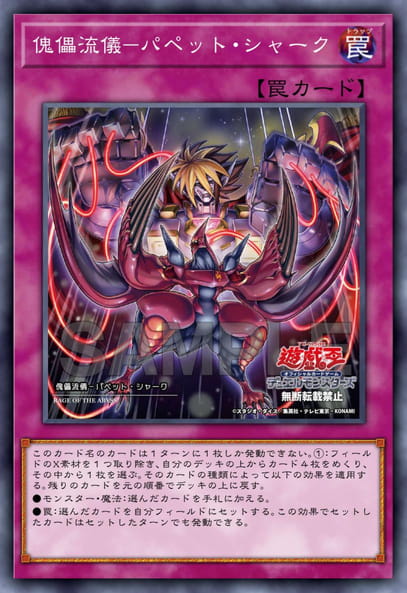 傀儡流儀－パペット・シャーク
トラップ
罠
【罠カード】
SAMPLE
アニメ・漫画
遊戯王
オフィシャルカードゲーム
デュエルモンスターズ
無断転載禁止
傀儡流儀－パペット・シャーク
RAGE OF THE ABYSS
©スタジオ・ダイス/集英社・テレビ東京・KONAMI
このカード名のカードは１ターンに１枚しか発動できない。①：フィール
ドのX素材を１つ取り除き、自分のデッキの上からカード４枚をめくり、
その中から１枚を選ぶ。そのカードの種類によって以下の効果を適用す
る。残りのカードを元の順番でデッキの上に戻す。
●モンスター・魔法：選んだカードを手札に加える。
●罠：選んだカードを自分フィールドにセットする。この効果でセットし
たカードはセットしたターンでも発動できる。